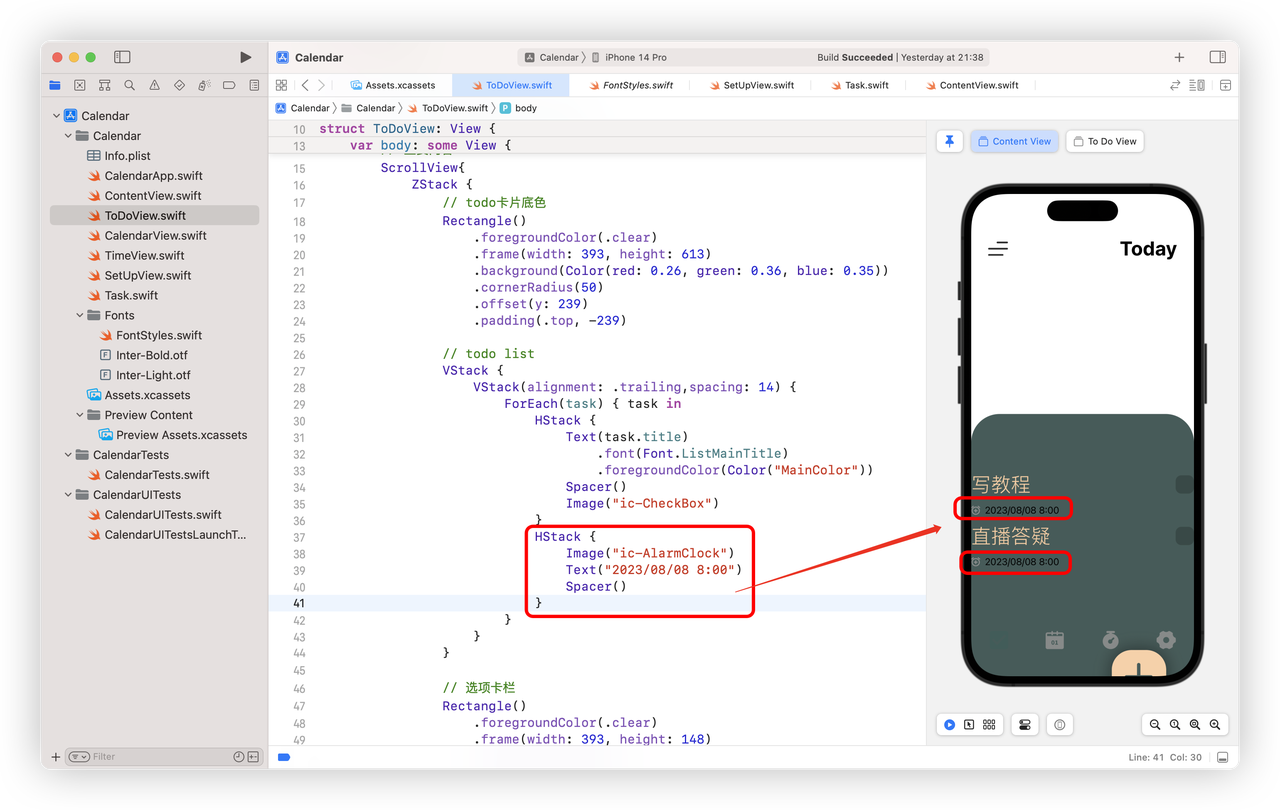 Calendar
Calendar 〉 iPhone 14 Pro
Build Succeeded | Yesterday at 21:38
Assets.xcassets
ToDoView.swift
FontStyles.swift
SetUpView.swift
Task.swift
ContentView.swift
Calendar 〉 Calendar 〉 ToDoView.swift 〉 P body
Calendar
Calendar
Info.plist
CalendarApp.swift
ContentView.swift
ToDoView.swift
CalendarView.swift
TimeView.swift
SetUpView.swift
Task.swift
Fonts
FontStyles.swift
F Inter-Bold.otf
F Inter-Light.otf
Assets.xcassets
Preview Content
Preview Assets.xcassets
CalendarTests
CalendarTests.swift
CalendarUITests
CalendarUITests.swift
CalendarUITestsLaunchT...
Filter
10 struct ToDoView: View {
13 var body: some View {
15 ScrollView{
16 ZStack {
17 // todo卡片底色
18 Rectangle()
19 .foregroundColor(.clear)
20 .frame(width: 393, height: 613)
21 .background(Color(red: 0.26, green: 0.36, blue: 0.35))
22 .cornerRadius(50)
23 .offset(y: 239)
24 .padding(.top, -239)
25
26 // todo list
27 VStack {
28 VStack(alignment: .trailing,spacing: 14) {
29 ForEach(task) { task in
30 HStack {
31 Text(task.title)
32 .font(Font.ListMainTitle)
33 .foregroundColor(Color("MainColor"))
34 Spacer()
35 Image("ic-CheckBox")
36 }
37 HStack {
38 Image("ic-AlarmClock")
39 Text("2023/08/08 8:00")
40 Spacer()
41 }
42 }
43 }
44 }
45
46 // 选项卡栏
47 Rectangle()
48 .foregroundColor(.clear)
49 .frame(width: 393, height: 148)
Content View
To Do View
Today
写教程
2023/08/08 8:00
直播答疑
2023/08/08 8:00
01
Line: 41 Col: 30